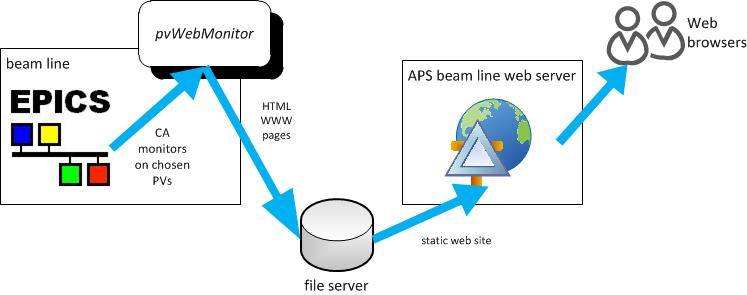 pvWebMonitor
Web
browsers
beam line
APS beam line web server
EPICS
HTML
WWW
pages
CA
monitors
on chosen
PVs
static web site
file server